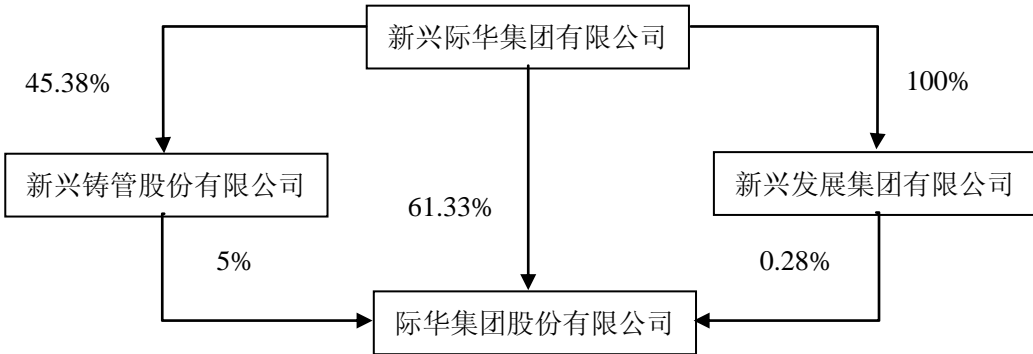 新兴际华集团有限公司
45.38%
100%
新兴铸管股份有限公司
新兴发展集团有限公司
61.33%
5%
0.28%
际华集团股份有限公司